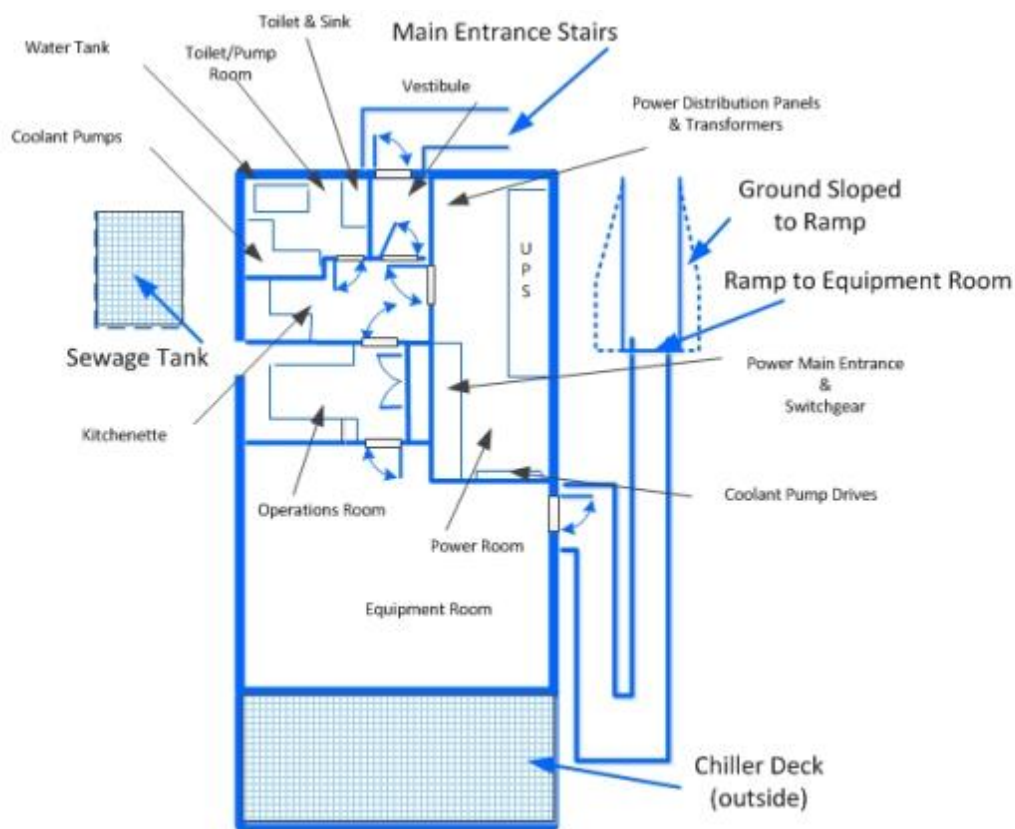 Toilet & Sink
Main Entrance Stairs
Water Tank
Toilet/Pump
Room
Vestibule
Power Distribution Panels
& Transformers
Coolant Pumps
Ground Sloped
to Ramp
U
P
S
Ramp to Equipment Room
Sewage Tank
Power Main Entrance
&
Switchgear
Kitchenette
Coolant Pump Drives
Operations Room
Power Room
Equipment Room
Chiller Deck
(outside)